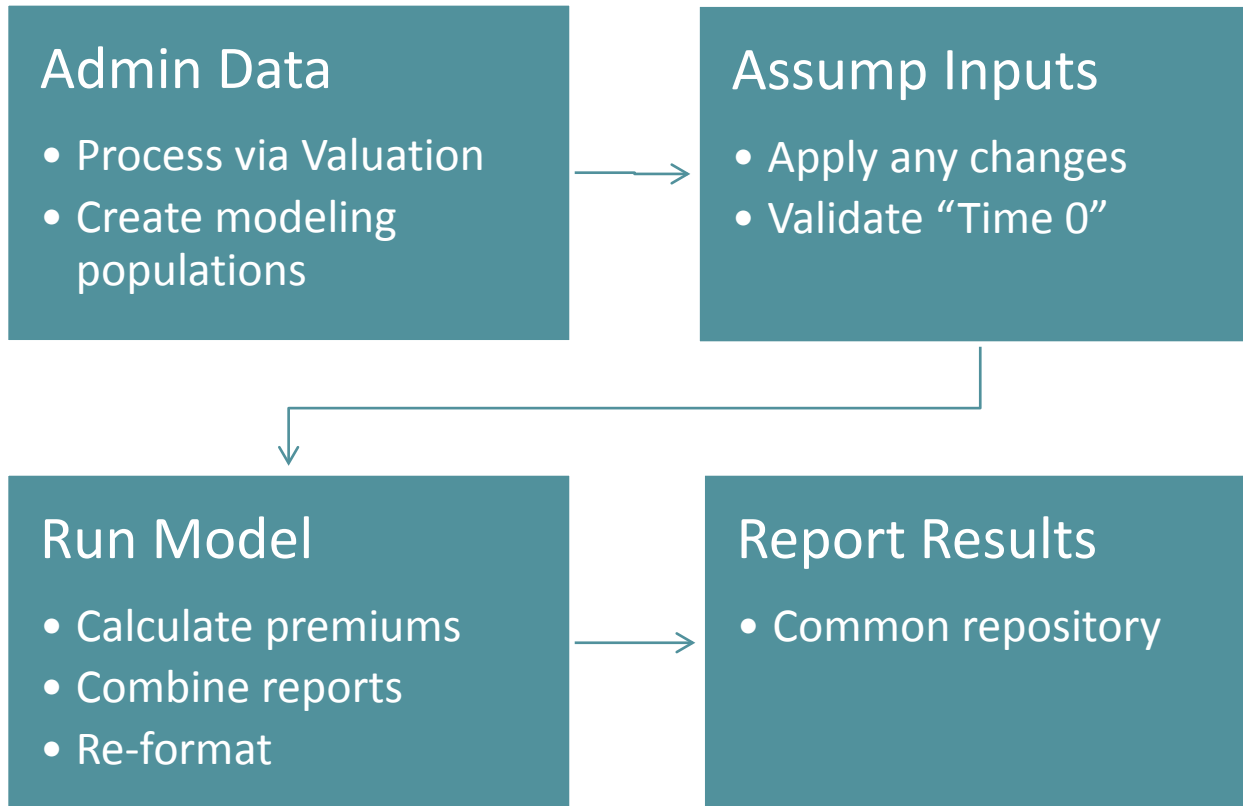 Admin Data
• Process via Valuation
• Create modeling
populations
Assump Inputs
• Apply any changes
• Validate “Time 0”
Run Model
• Calculate premiums
• Combine reports
• Re-format
Report Results
• Common repository